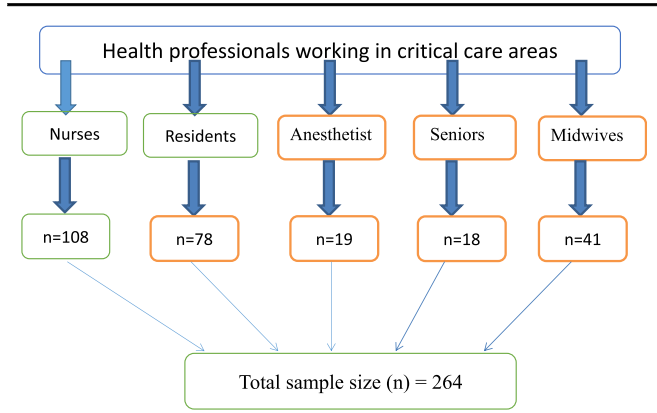 Health professionals working in critical care areas
Nurses
Residents
Anesthetist
Seniors
Midwives
n=108
n=78
n=19
n=18
n=41
Total sample size (n) = 264